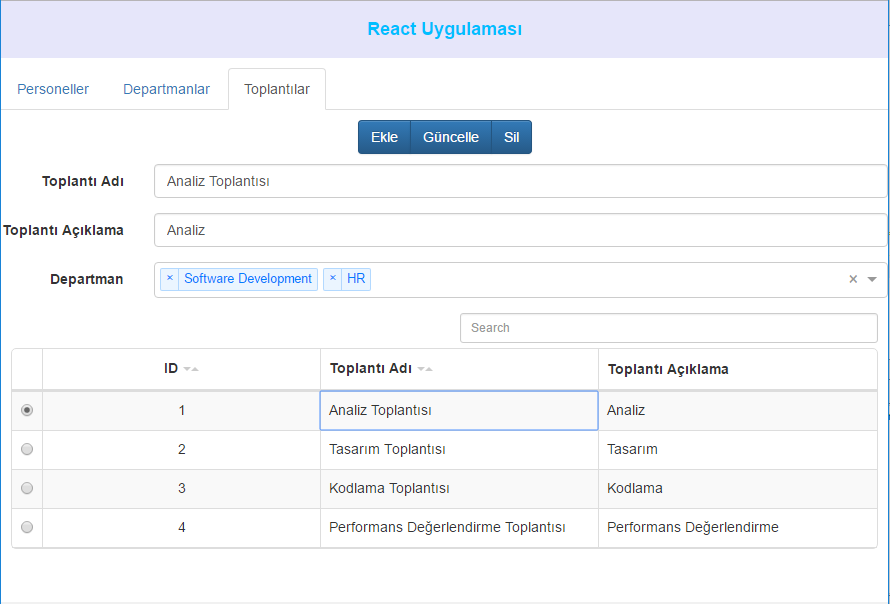 React Uygulaması
Personeller Departmanlar Toplantılar
Ekle Güncelle Sil
Toplantı Adı Analiz Toplantısı
Toplantı Açıklama Analiz
Departman × Software Development × HR ×
Search
ID Toplantı Adı Toplantı Açıklama
1 Analiz Toplantısı Analiz
2 Tasarım Toplantısı Tasarım
3 Kodlama Toplantısı Kodlama
4 Performans Değerlendirme Toplantısı Performans Değerlendirme